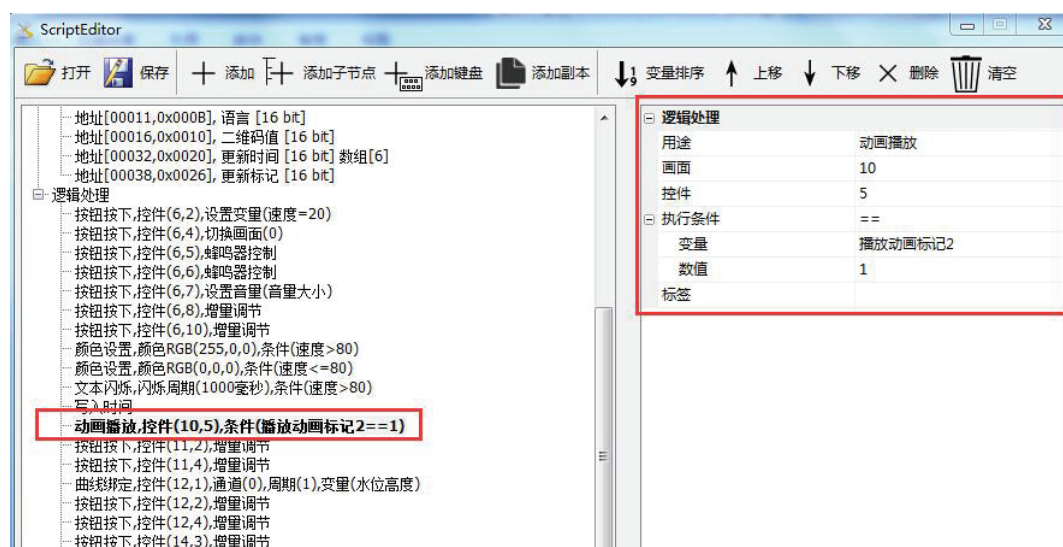 ScriptEditor
打开 保存 添加 添加子节点 添加键盘 添加副本 变量排序 上移 下移 删除 清空
地址[00011,0x000B], 语言 [16 bit]
地址[00016,0x0010], 二维码值 [16 bit]
地址[00032,0x0020], 更新时间 [16 bit] 数组[6]
地址[00038,0x0026], 更新标记 [16 bit]
逻辑处理
按钮按下,控件(6,2),设置变量(速度=20)
按钮按下,控件(6,4),切换画面(0)
按钮按下,控件(6,5),蜂鸣器控制
按钮按下,控件(6,6),蜂鸣器控制
按钮按下,控件(6,7),设置音量(音量大小)
按钮按下,控件(6,8),增量调节
按钮按下,控件(6,10),增量调节
颜色设置,颜色RGB(255,0,0),条件(速度>80)
颜色设置,颜色RGB(0,0,0),条件(速度<=80)
文本闪烁,闪烁周期(1000毫秒),条件(速度>80)
写入时间
动画播放,控件(10,5),条件(播放动画标记2==1)
按钮按下,控件(11,2),增量调节
按钮按下,控件(11,4),增量调节
曲线绑定,控件(12,1),通道(0),周期(1),变量(水位高度)
按钮按下,控件(12,2),增量调节
按钮按下,控件(12,4),增量调节
按钮按下,控件(14,3),增量调节
逻辑处理
用途 动画播放
画面 10
控件 5
执行条件 ==
变量 播放动画标记2
数值 1
标签